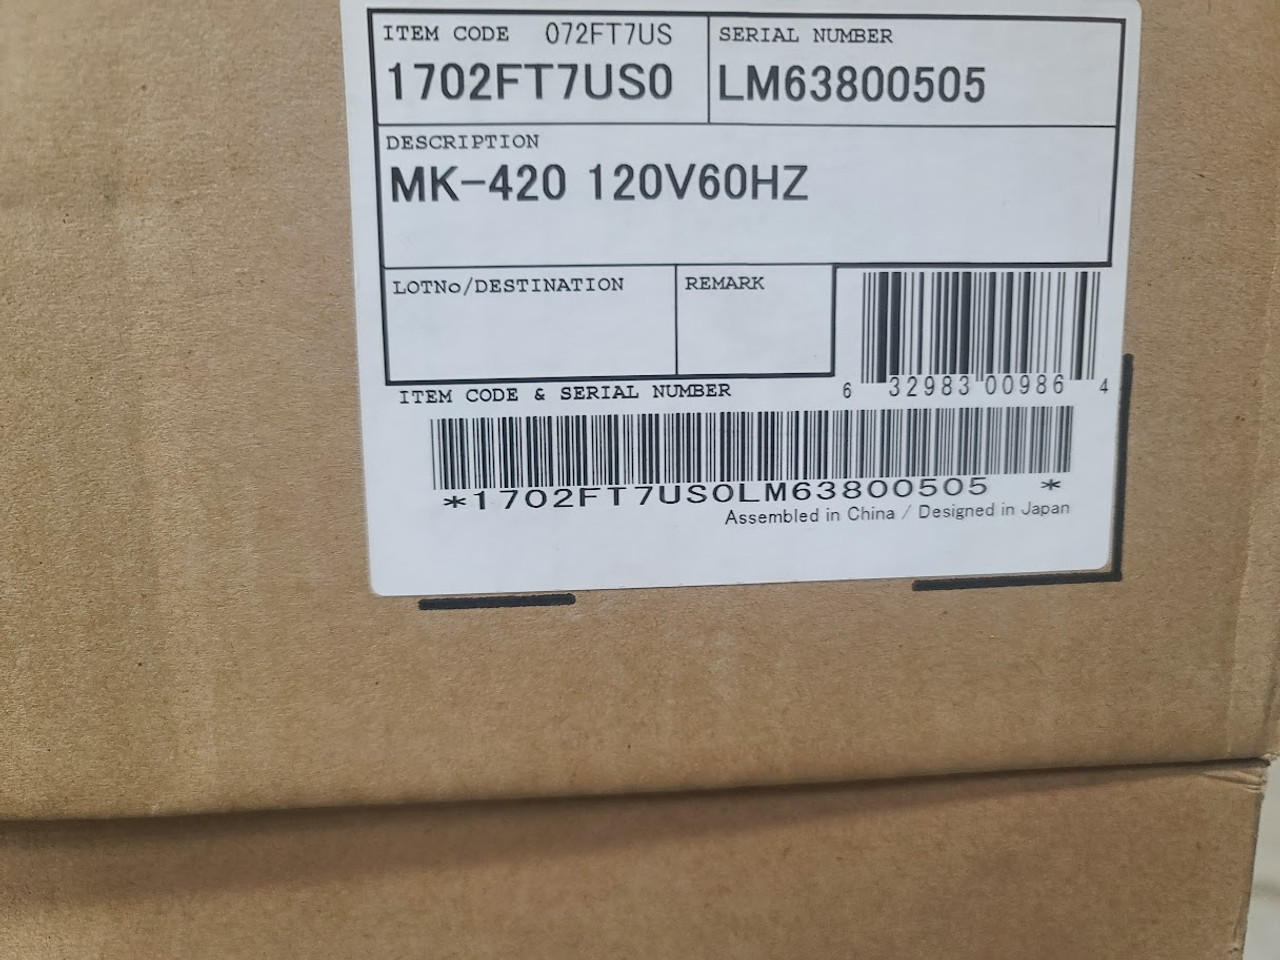 ITEM CODE 072FT7US
1702FT7US0
SERIAL NUMBER
LM63800505
DESCRIPTION
MK-420 120V60HZ
LOTNo/DESTINATION
REMARK
6 32983 00986 4
ITEM CODE & SERIAL NUMBER
*1702FT7US0LM63800505 *
Assembled in China / Designed in Japan